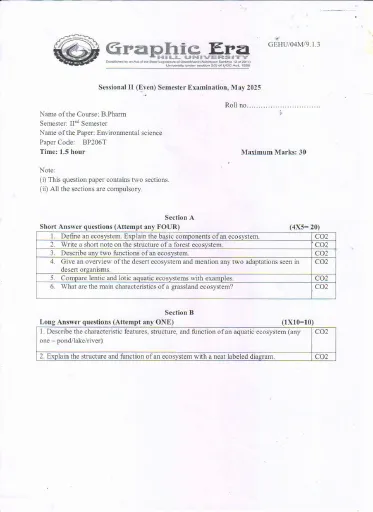 GEHU/04M/9.1.3
Graphic Era
HILL UNIVERSITY
Sessional II (Even) Semester Examination, May 2025
Roll no..............................
Name of the Course: B.Pharm
Semester: IInd Semester
Name of the Paper: Environmental science
Paper Code: BP206T
Time: 1.5 hour Maximum Marks: 30
Note:
(i) This question paper contains two sections.
(ii) All the sections are compulsory.
Section A
Short Answer questions (Attempt any FOUR) (4X5=20)
1. Define an ecosystem. Explain the basic components of an ecosystem. CO2
2. Write a short note on the structure of a forest ecosystem. CO2
3. Describe any two functions of an ecosystem. CO2
4. Give an overview of the desert ecosystem and mention any two adaptations seen in CO2
desert organisms.
5. Compare lentic and lotic aquatic ecosystems with examples. CO2
6. What are the main characteristics of a grassland ecosystem? CO2
Section B
Long Answer questions (Attempt any ONE) (1X10=10)
1. Describe the characteristic features, structure, and function of an aquatic ecosystem (any CO2
one – pond/lake/river)
2. Explain the structure and function of an ecosystem with a neat labeled diagram. CO2